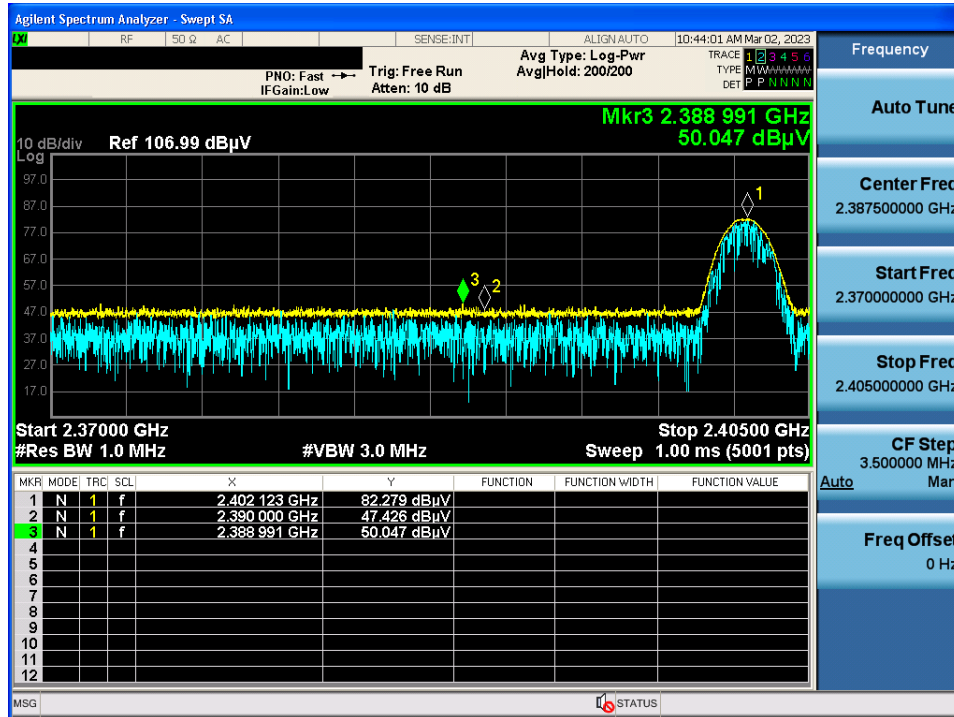 Agilent Spectrum Analyzer - Swept SA
LXI RF 50 Ω AC SENSE:INT ALIGN AUTO 10:44:01 AM Mar 02, 2023
Frequency
Avg Type: Log-Pwr TRACE 1 2 3 4 5 6
PNO: Fast Trig: Free Run Avg|Hold: 200/200 TYPE M W W W W W
IFGain:Low Atten: 10 dB DET P P N N N N
Auto Tune
Mkr3 2.388 991 GHz
10 dB/div Ref 106.99 dBµV 50.047 dBµV
Log
97.0
87.0
77.0
67.0
57.0
47.0
37.0
27.0
17.0
1
3
2
Center Freq
2.387500000 GHz
Start Freq
2.370000000 GHz
Stop Freq
2.405000000 GHz
Start 2.37000 GHz Stop 2.40500 GHz
#Res BW 1.0 MHz #VBW 3.0 MHz Sweep 1.00 ms (5001 pts)
CF Step
3.500000 MHz
Auto Man
MKR MODE TRC SCL X Y FUNCTION FUNCTION WIDTH FUNCTION VALUE
1 N 1 f 2.402 123 GHz 82.279 dBµV
2 N 1 f 2.390 000 GHz 47.426 dBµV
3 N 1 f 2.388 991 GHz 50.047 dBµV
4
5
6
7
8
9
10
11
12
Freq Offset
0 Hz
MSG STATUS